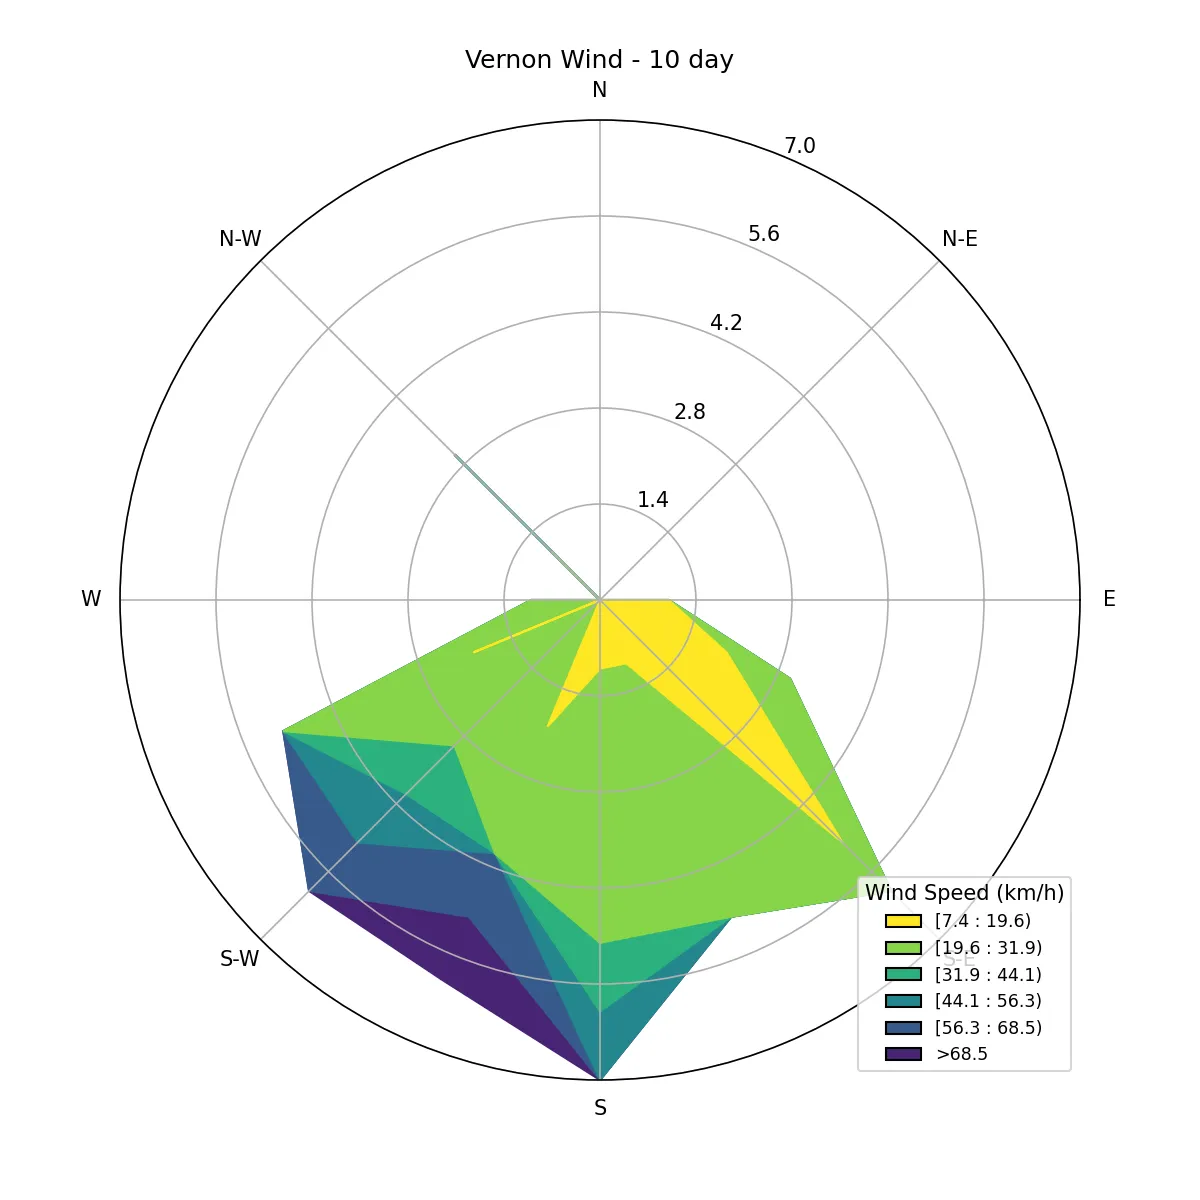 Vernon Wind - 10 day
N
7.0
5.6
N-W
N-E
4.2
2.8
1.4
W
E
Wind Speed (km/h)
[7.4 : 19.6)
[19.6 : 31.9)
S-W
S-E
[31.9 : 44.1)
[44.1 : 56.3)
[56.3 : 68.5)
>68.5
S